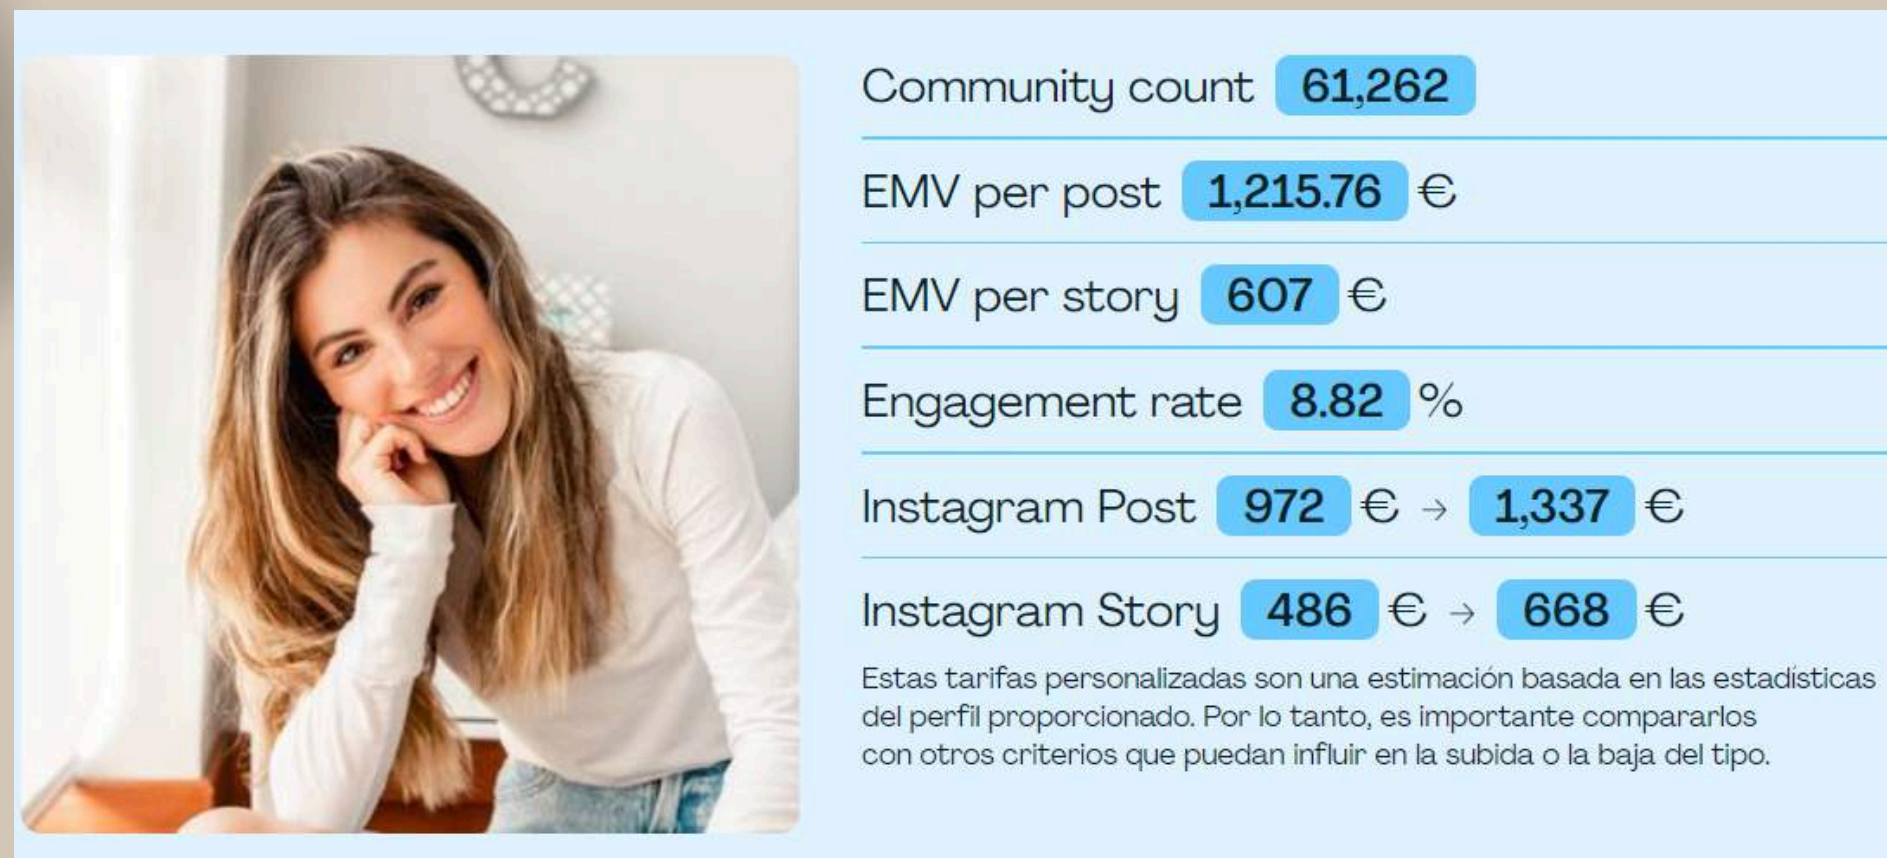 Community count 61,262
EMV per post 1,215.76 €
EMV per story 607 €
Engagement rate 8.82 %
Instagram Post 972 € → 1,337 €
Instagram Story 486 € → 668 €
Estas tarifas personalizadas son una estimación basada en las estadísticas
del perfil proporcionado. Por lo tanto, es importante compararlos
con otros criterios que puedan influir en la subida o la baja del tipo.